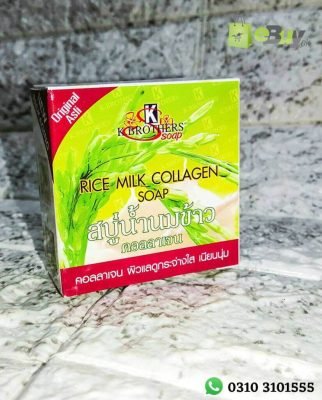 eBuy
Original
Asli
K
K BROTHERS
Soap
RICE MILK COLLAGEN
SOAP
สบู่น้ำนมข้าว
คอลลาเจน
คอลลาเจน ผิวแลดูกระจ่างใส เนียนนุ่ม
0310 3101555